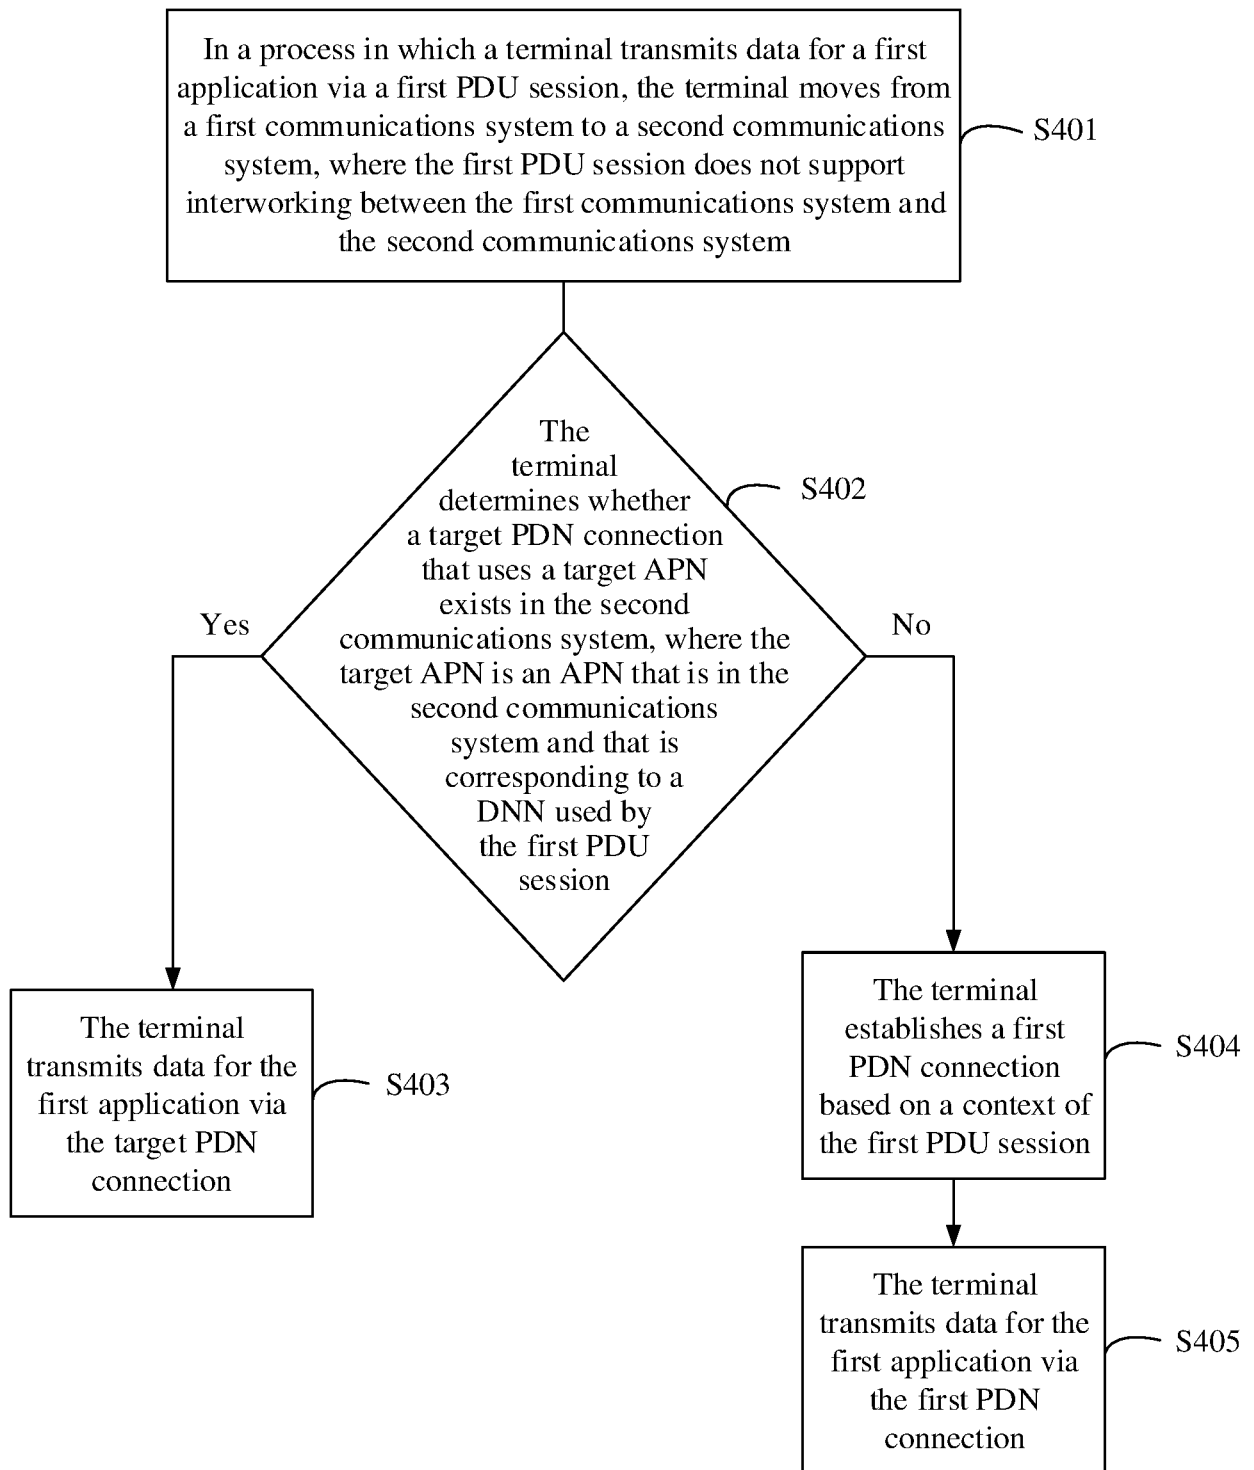 In a process in which a terminal transmits data for a first
application via a first PDU session, the terminal moves from
a first communications system to a second communications
system, where the first PDU session does not support
interworking between the first communications system and
the second communications system
S401
The
terminal
determines whether
a target PDN connection
that uses a target APN
exists in the second
communications system, where the
target APN is an APN that is in the
second communications
system and that is
corresponding to a
DNN used by
the first PDU
session
S402
Yes
No
The terminal
transmits data for the
first application via
the target PDN
connection
S403
The terminal
establishes a first
PDN connection
based on a context of
the first PDU session
S404
The terminal
transmits data for the
first application via
the first PDN
connection
S405